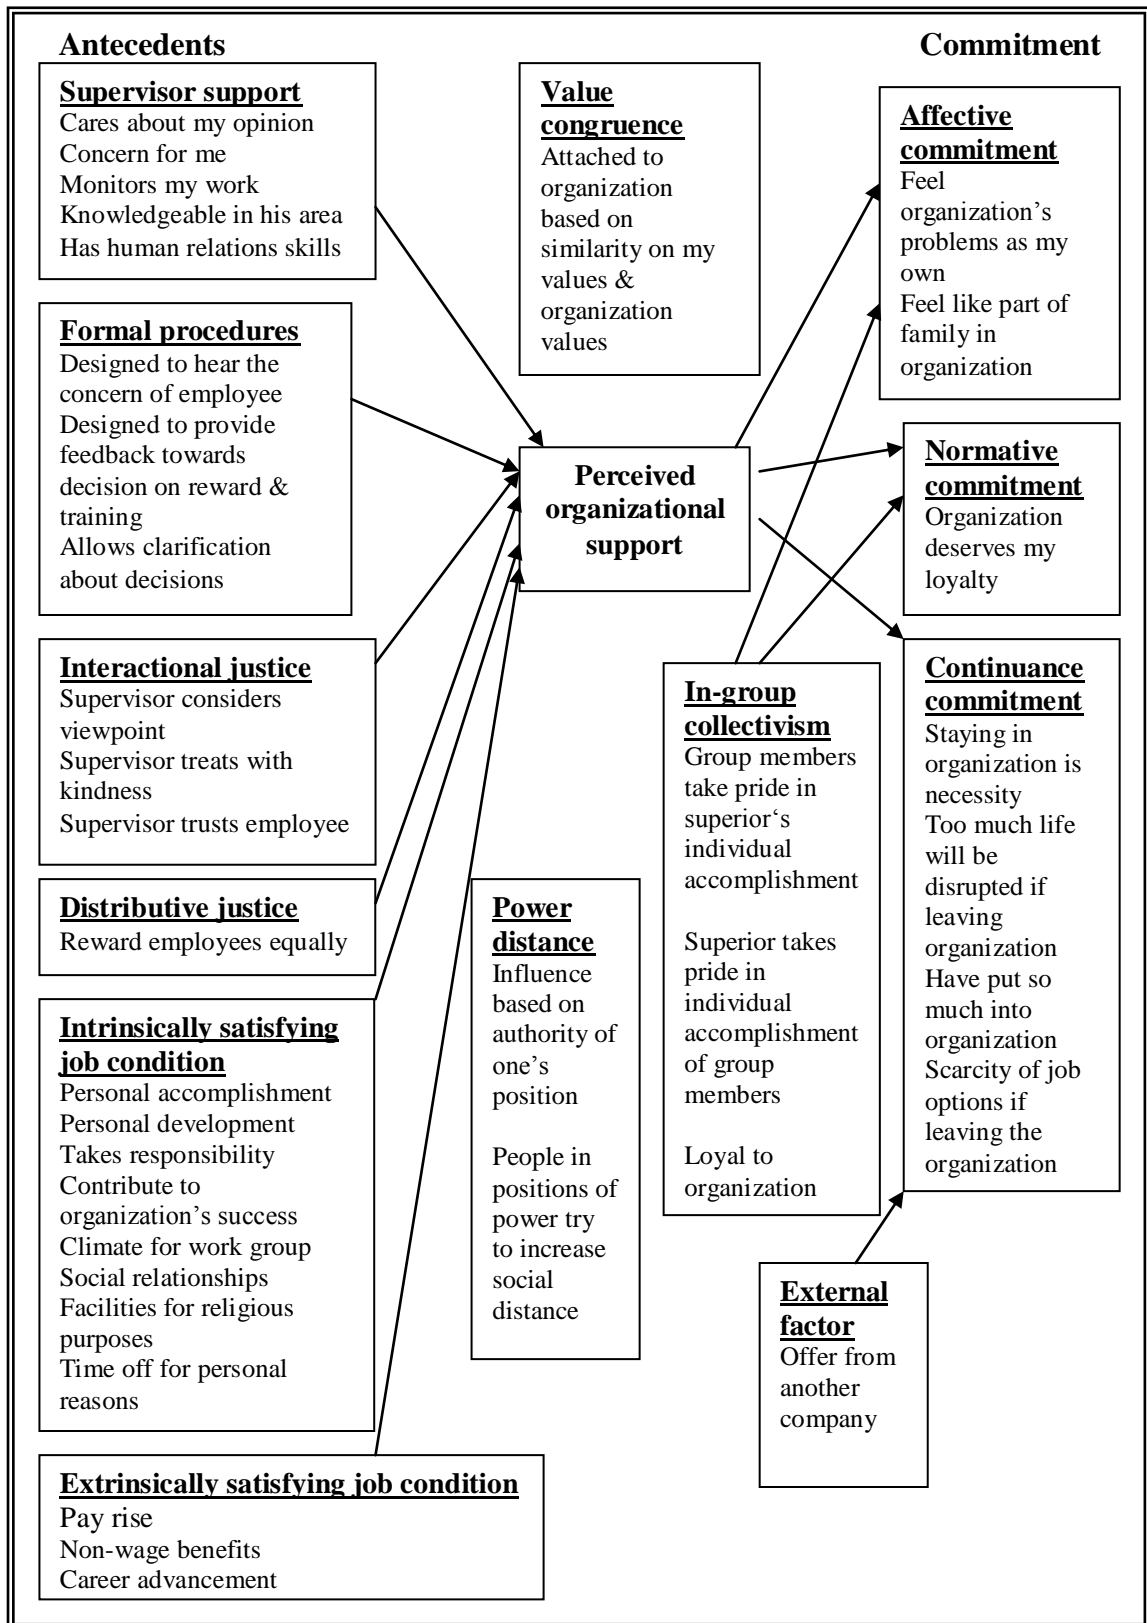 Antecedents
Commitment
Supervisor support
Cares about my opinion
Concern for me
Monitors my work
Knowledgeable in his area
Has human relations skills
Formal procedures
Designed to hear the
concern of employee
Designed to provide
feedback towards
decision on reward &
training
Allows clarification
about decisions
Interactional justice
Supervisor considers
viewpoint
Supervisor treats with
kindness
Supervisor trusts employee
Distributive justice
Reward employees equally
Intrinsically satisfying
job condition
Personal accomplishment
Personal development
Takes responsibility
Contribute to
organization’s success
Climate for work group
Social relationships
Facilities for religious
purposes
Time off for personal
reasons
Extrinsically satisfying job condition
Pay rise
Non-wage benefits
Career advancement
Value
congruence
Attached to
organization
based on
similarity on my
values &
organization
values
Perceived
organizational
support
Power
distance
Influence
based on
authority of
one’s
position
People in
positions of
power try
to increase
social
distance
In-group
collectivism
Group members
take pride in
superior‘s
individual
accomplishment
Superior takes
pride in
individual
accomplishment
of group
members
Loyal to
organization
Affective
commitment
Feel
organization’s
problems as my
own
Feel like part of
family in
organization
Normative
commitment
Organization
deserves my
loyalty
Continuance
commitment
Staying in
organization is
necessity
Too much life
will be
disrupted if
leaving
organization
Have put so
much into
organization
Scarcity of job
options if
leaving the
organization
External
factor
Offer from
another
company